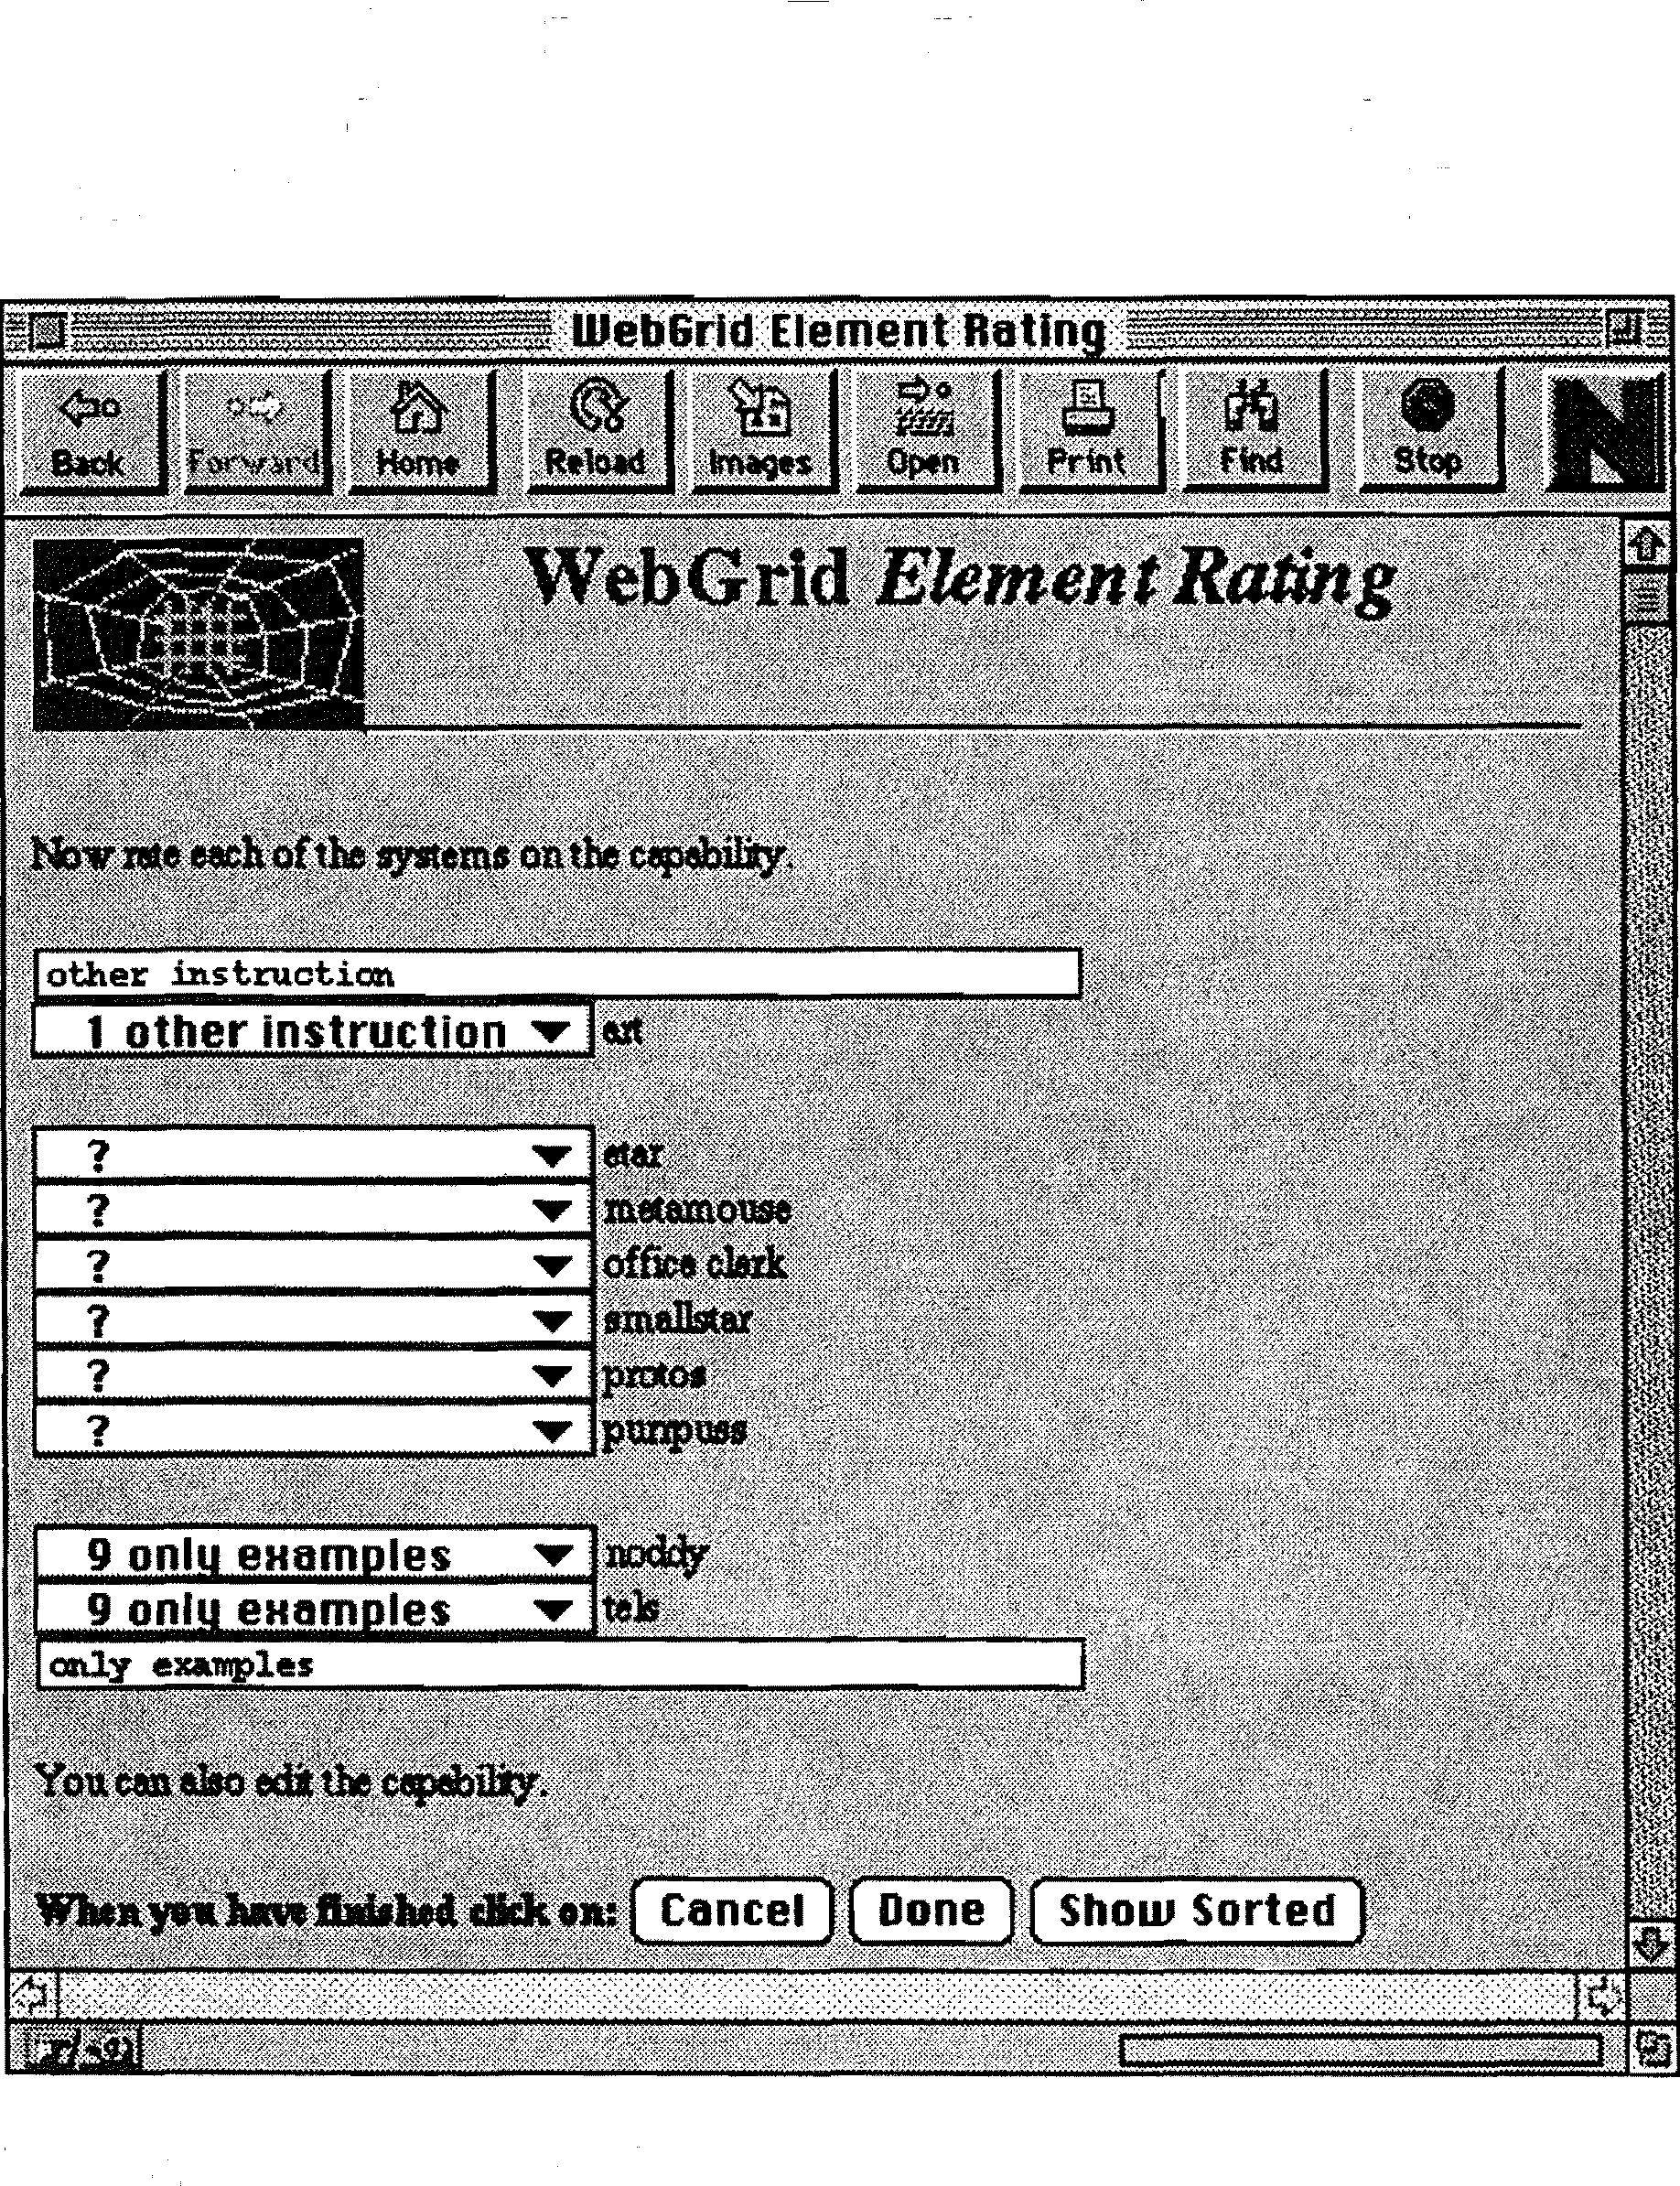 WebGrid Element Rating
Back Forward Home Reload Images Open Print Find Stop
N
WebGrid Element Rating
Now rate each of the systems on the capability.
other instruction
1 other instruction art
? etar
? metamouse
? office clerk
? smallstar
? protos
? purrpuss
9 only examples noddy
9 only examples tels
only examples
You can also edit the capability.
When you have finished click on: Cancel Done Show Sorted